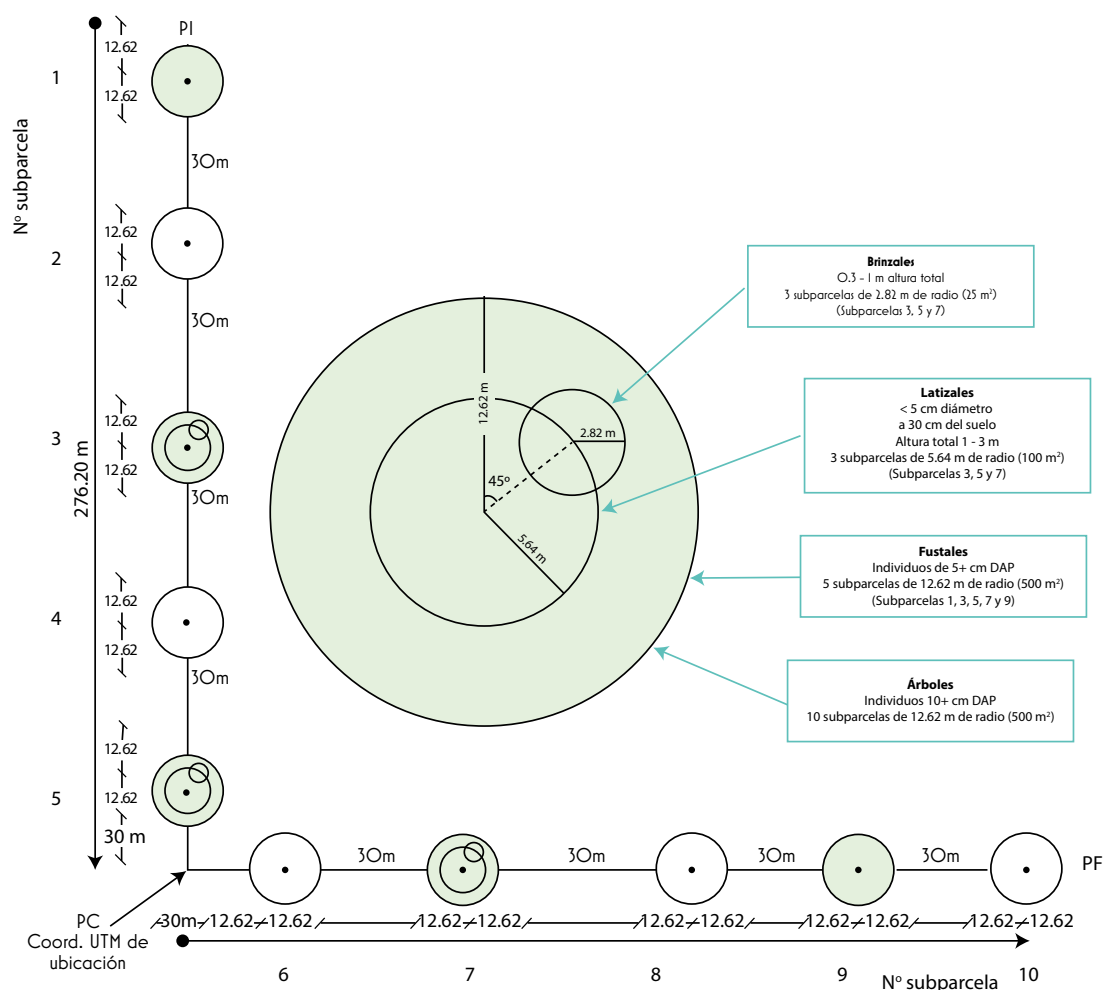 PI
12.62
12.62
1
Nº subparcela
30m
12.62
12.62
2
30m
12.62
12.62
3
276.20 m
30m
12.62
12.62
4
30m
12.62
12.62
5
30 m
PC
Coord. UTM de
ubicación
12.62 m
45º
2.82 m
5.64 m
Brinzales
0.3 - 1 m altura total
3 subparcelas de 2.82 m de radio (25 m²)
(Subparcelas 3, 5 y 7)
Latizales
< 5 cm diámetro
a 30 cm del suelo
Altura total 1 - 3 m
3 subparcelas de 5.64 m de radio (100 m²)
(Subparcelas 3, 5 y 7)
Fustales
Individuos de 5+ cm DAP
5 subparcelas de 12.62 m de radio (500 m²)
(Subparcelas 1, 3, 5, 7 y 9)
Árboles
Individuos 10+ cm DAP
10 subparcelas de 12.62 m de radio (500 m²)
30m 30m 30m 30m PF
30m 12.62 12.62 12.62 12.62 12.62 12.62 12.62 12.62 12.62 12.62
6 7 8 9 Nº subparcela 10